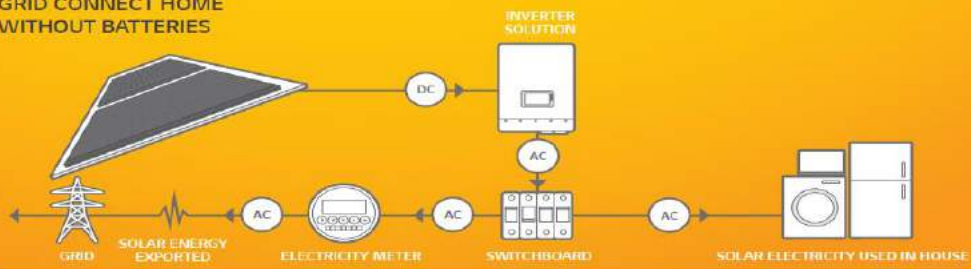 GRID CONNECT HOME
WITHOUT BATTERIES
INVERTER
SOLUTION
DC
AC
AC
AC
AC
GRID
SOLAR ENERGY
EXPORTED
ELECTRICITY METER
SWITCHBOARD
SOLAR ELECTRICITY USED IN HOUSE